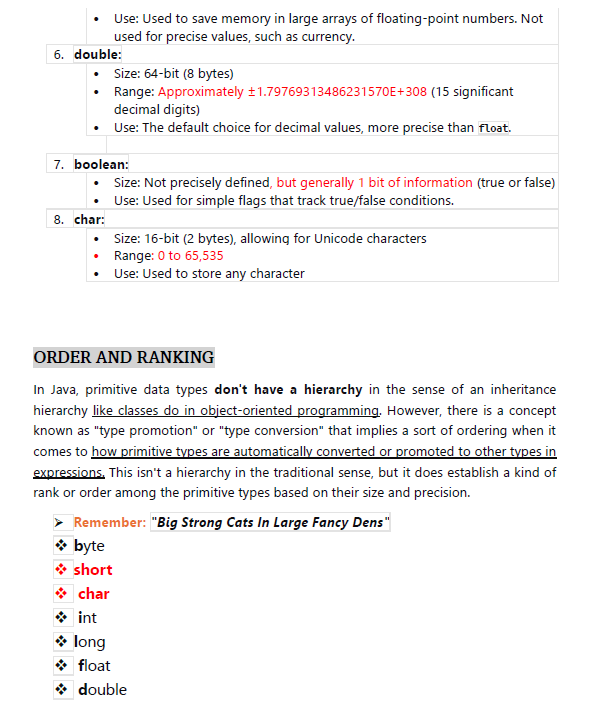 • Use: Used to save memory in large arrays of floating-point numbers. Not
used for precise values, such as currency.
6. double:
• Size: 64-bit (8 bytes)
• Range: Approximately ±1.79769313486231570E+308 (15 significant
decimal digits)
• Use: The default choice for decimal values, more precise than float.
7. boolean:
• Size: Not precisely defined, but generally 1 bit of information (true or false)
• Use: Used for simple flags that track true/false conditions.
8. char:
• Size: 16-bit (2 bytes), allowing for Unicode characters
• Range: 0 to 65,535
• Use: Used to store any character
ORDER AND RANKING
In Java, primitive data types don't have a hierarchy in the sense of an inheritance
hierarchy like classes do in object-oriented programming. However, there is a concept
known as "type promotion" or "type conversion" that implies a sort of ordering when it
comes to how primitive types are automatically converted or promoted to other types in
expressions. This isn't a hierarchy in the traditional sense, but it does establish a kind of
rank or order among the primitive types based on their size and precision.
➢ Remember: "Big Strong Cats In Large Fancy Dens"
❖ byte
❖ short
❖ char
❖ int
❖ long
❖ float
❖ double